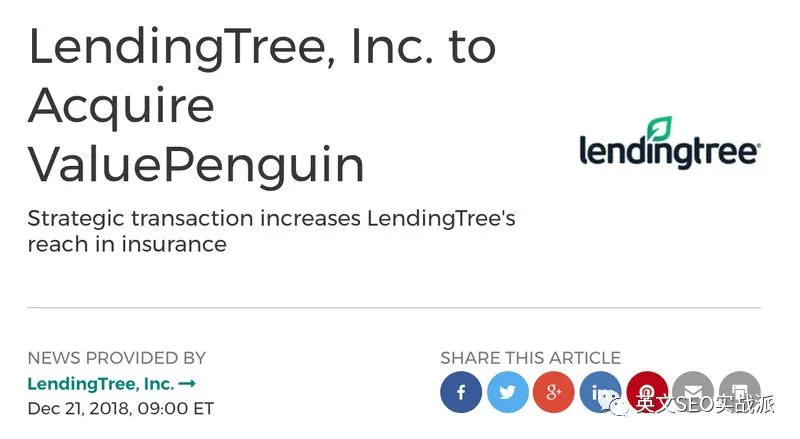 LendingTree, Inc. to
Acquire
ValuePenguin
lendingtree®
Strategic transaction increases LendingTree's
reach in insurance
NEWS PROVIDED BY
LendingTree, Inc. →
Dec 21, 2018, 09:00 ET
SHARE THIS ARTICLE
英文SEO实战派